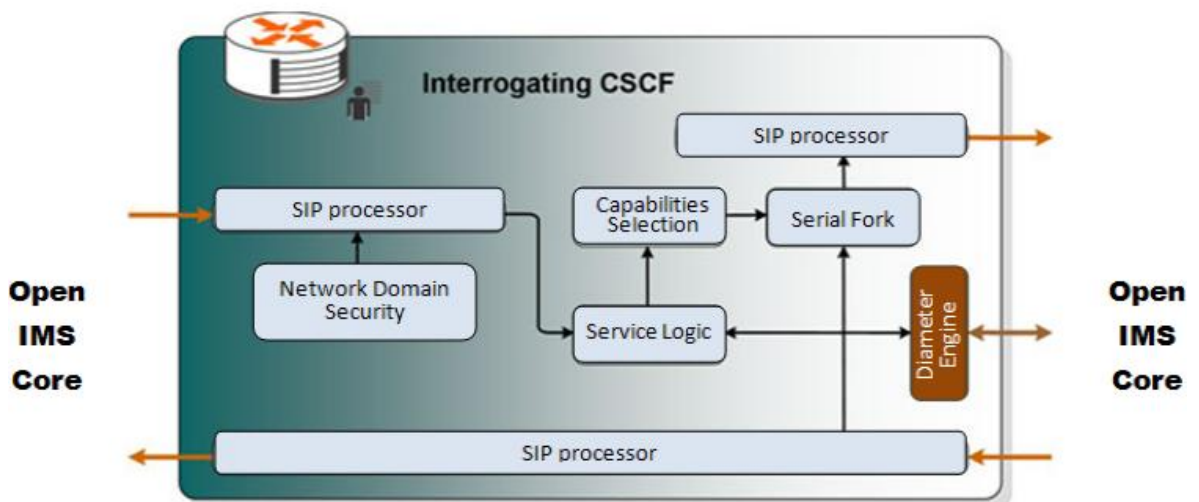 Interrogating CSCF
SIP processor
SIP processor
Capabilities
Selection
Serial Fork
Network Domain
Security
Service Logic
Diameter
Engine
Open
IMS
Core
Open
IMS
Core
SIP processor